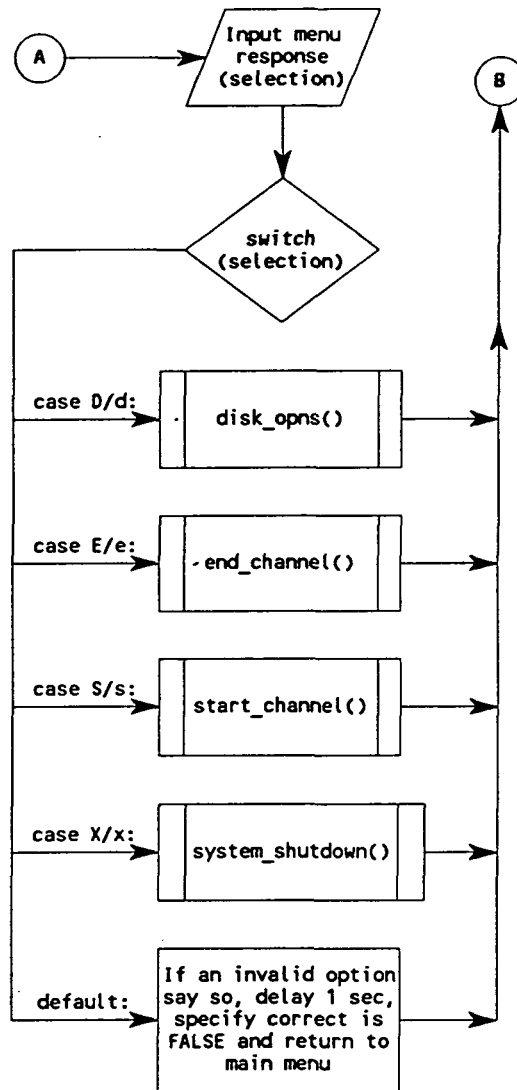 A
Input menu
response
(selection)
B
switch
(selection)
case D/d:
disk_opns()
case E/e:
end_channel()
case S/s:
start_channel()
case X/x:
system_shutdown()
default:
If an invalid option
say so, delay 1 sec,
specify correct is
FALSE and return to
main menu